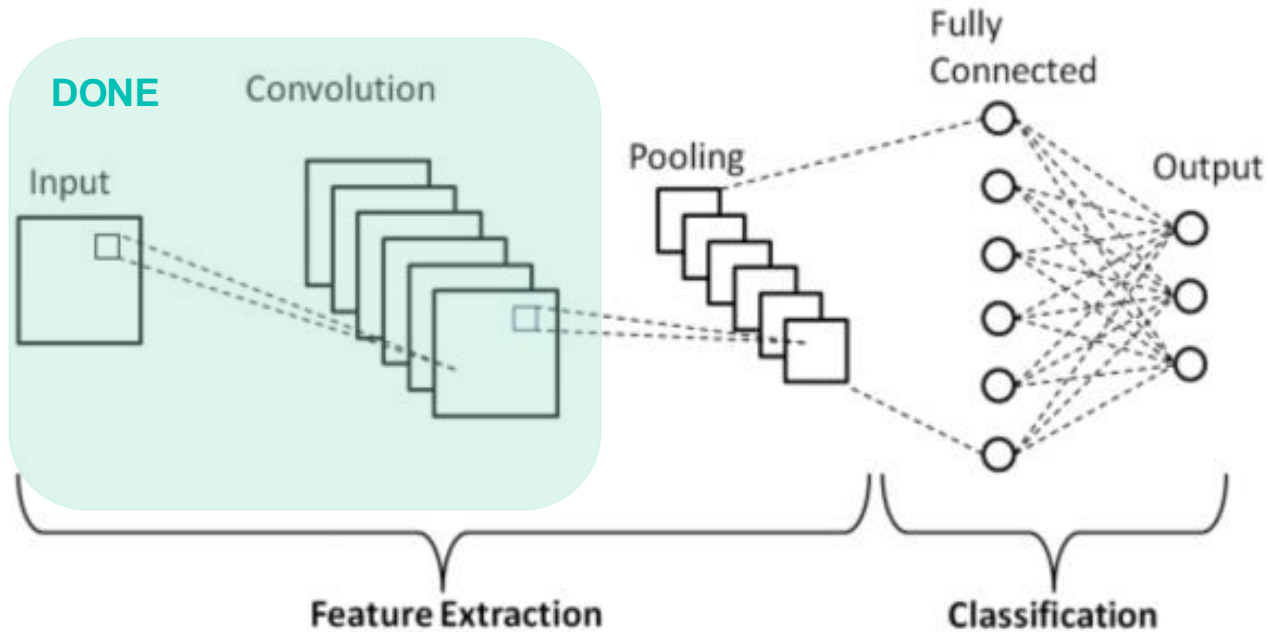 DONE
Convolution
Input
Pooling
Fully
Connected
Output
Feature Extraction
Classification